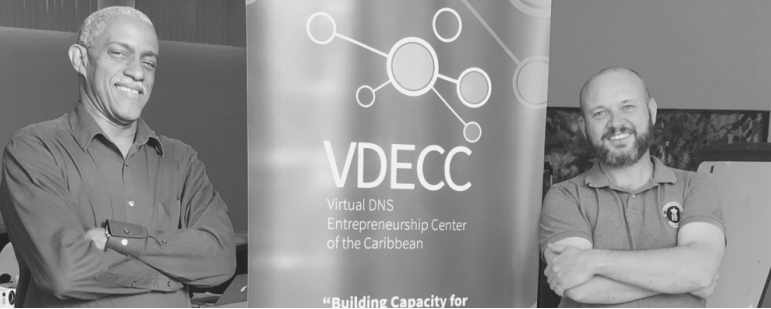 VDECC
Virtual DNS
Entrepreneurship Center
of the Caribbean
“Building Capacity for